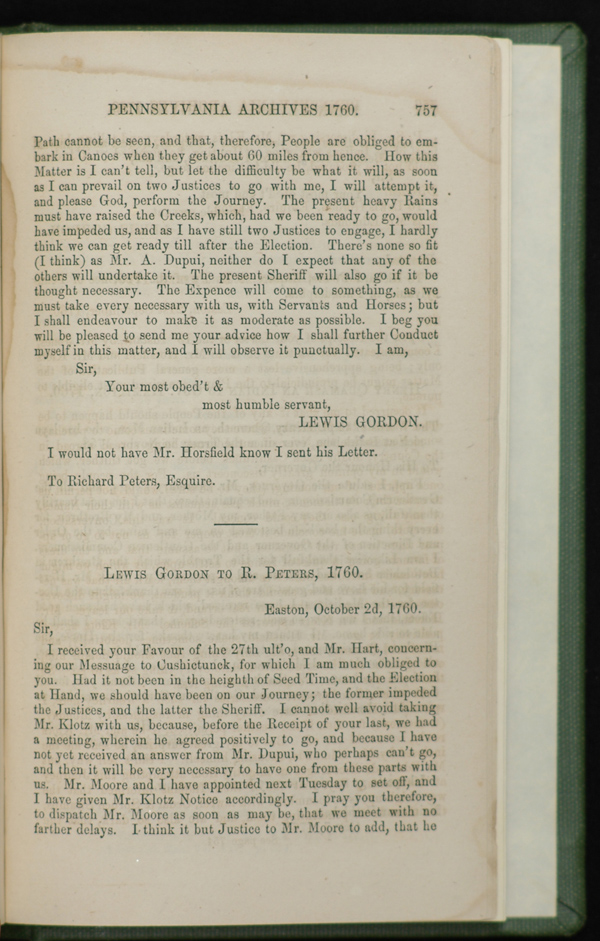 PENNSYLVANIA ARCHIVES 1760. 757
Path cannot be seen, and that, therefore, People are obliged to em-
bark in Canoes when they get about 60 miles from hence. How this
Matter is I can't tell, but let the difficulty be what it will, as soon
as I can prevail on two Justices to go with me, I will attempt it,
and please God, perform the Journey. The present heavy Rains
must have raised the Creeks, which, had we been ready to go, would
have impeded us, and as I have still two Justices to engage, I hardly
think we can get ready till after the Election. There's none so fit
(I think) as Mr. A. Dupui, neither do I expect that any of the
others will undertake it. The present Sheriff will also go if it be
thought necessary. The Expence will come to something, as we
must take every necessary with us, with Servants and Horses; but
I shall endeavour to make it as moderate as possible. I beg you
will be pleased to send me your advice how I shall further Conduct
myself in this matter, and I will observe it punctually. I am,
Sir,
Your most obed't &
most humble servant,
LEWIS GORDON.
I would not have Mr. Horsfield know I sent his Letter.
To Richard Peters, Esquire.
LEWIS GORDON TO R. PETERS, 1760.
Easton, October 2d, 1760.
Sir,
I received your Favour of the 27th ult'o, and Mr. Hart, concern-
ing our Messuage to Cushictunck, for which I am much obliged to
you. Had it not been in the heighth of Seed Time, and the Election
at Hand, we should have been on our Journey; the former impeded
the Justices, and the latter the Sheriff. I cannot well avoid taking
Mr. Klotz with us, because, before the Receipt of your last, we had
a meeting, wherein he agreed positively to go, and because I have
not yet received an answer from Mr. Dupui, who perhaps can't go,
and then it will be very necessary to have one from these parts with
us. Mr. Moore and I have appointed next Tuesday to set off, and
I have given Mr. Klotz Notice accordingly. I pray you therefore,
to dispatch Mr. Moore as soon as may be, that we meet with no
farther delays. I think it but Justice to Mr. Moore to add, that he